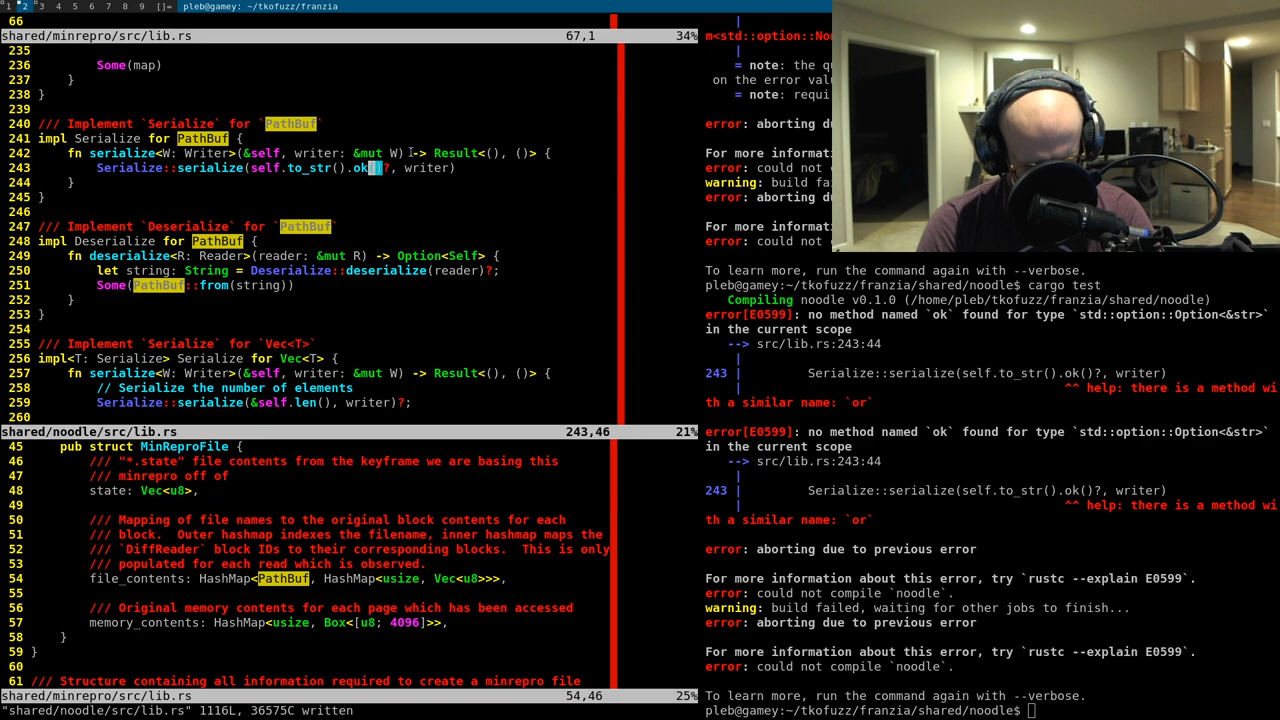 1 2 3 4 5 6 7 8 9 []= pleb@gamey: ~/tkofuzz/franzia
66
shared/minrepro/src/lib.rs 67,1 34%
235
236 Some(map)
237 }
238 }
239
240 /// Implement `Serialize` for `PathBuf`
241 impl Serialize for PathBuf {
242 fn serialize<W: Writer>(&self, writer: &mut W) -> Result<(), ()> {
243 Serialize::serialize(self.to_str().ok()?, writer)
244 }
245 }
246
247 /// Implement `Deserialize` for `PathBuf`
248 impl Deserialize for PathBuf {
249 fn deserialize<R: Reader>(reader: &mut R) -> Option<Self> {
250 let string: String = Deserialize::deserialize(reader)?;
251 Some(PathBuf::from(string))
252 }
253 }
254
255 /// Implement `Serialize` for `Vec<T>`
256 impl<T: Serialize> Serialize for Vec<T> {
257 fn serialize<W: Writer>(&self, writer: &mut W) -> Result<(), ()> {
258 // Serialize the number of elements
259 Serialize::serialize(&self.len(), writer)?;
260
shared/noodle/src/lib.rs 243,46 21%
45 pub struct MinReproFile {
46 /// "*.state" file contents from the keyframe we are basing this
47 /// minrepro off of
48 state: Vec<u8>,
49
50 /// Mapping of file names to the original block contents for each
51 /// block. Outer hashmap indexes the filename, inner hashmap maps the
52 /// `DiffReader` block IDs to their corresponding blocks. This is only
53 /// populated for each read which is observed.
54 file_contents: HashMap<PathBuf, HashMap<usize, Vec<u8>>>,
55
56 /// Original memory contents for each page which has been accessed
57 memory_contents: HashMap<usize, Box<[u8; 4096]>>,
58 }
59 }
60
61 /// Structure containing all information required to create a minrepro file
shared/minrepro/src/lib.rs 54,46 25%
"shared/noodle/src/lib.rs" 1116L, 36575C written
|
m<std::option::Non
|
= note: the qu
on the error val
= note: requi
error: aborting du
For more informati
error: could not c
warning: build fai
error: aborting du
For more informati
error: could not
To learn more, run the command again with --verbose.
pleb@gamey:~/tkofuzz/franzia/shared/noodle$ cargo test
Compiling noodle v0.1.0 (/home/pleb/tkofuzz/franzia/shared/noodle)
error[E0599]: no method named `ok` found for type `std::option::Option<&str>`
in the current scope
--> src/lib.rs:243:44
|
243 | Serialize::serialize(self.to_str().ok()?, writer)
| ^^ help: there is a method wi
th a similar name: `or`
error[E0599]: no method named `ok` found for type `std::option::Option<&str>`
in the current scope
--> src/lib.rs:243:44
|
243 | Serialize::serialize(self.to_str().ok()?, writer)
| ^^ help: there is a method wi
th a similar name: `or`
error: aborting due to previous error
For more information about this error, try `rustc --explain E0599`.
error: could not compile `noodle`.
warning: build failed, waiting for other jobs to finish...
error: aborting due to previous error
For more information about this error, try `rustc --explain E0599`.
error: could not compile `noodle`.
To learn more, run the command again with --verbose.
pleb@gamey:~/tkofuzz/franzia/shared/noodle$